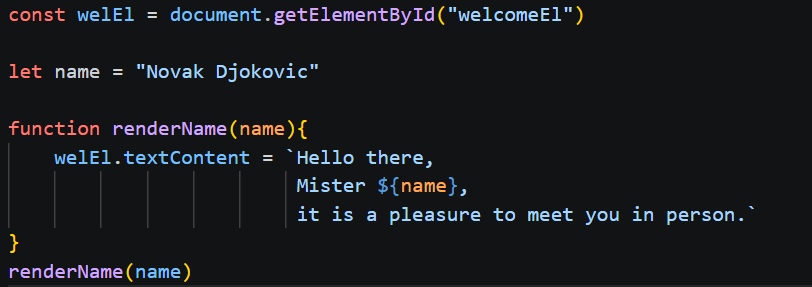 const welEl = document.getElementById("welcomeEl")
let name = "Novak Djokovic"
function renderName(name){
    welEl.textContent = `Hello there,
                         Mister ${name},
                         it is a pleasure to meet you in person.`
}
renderName(name)